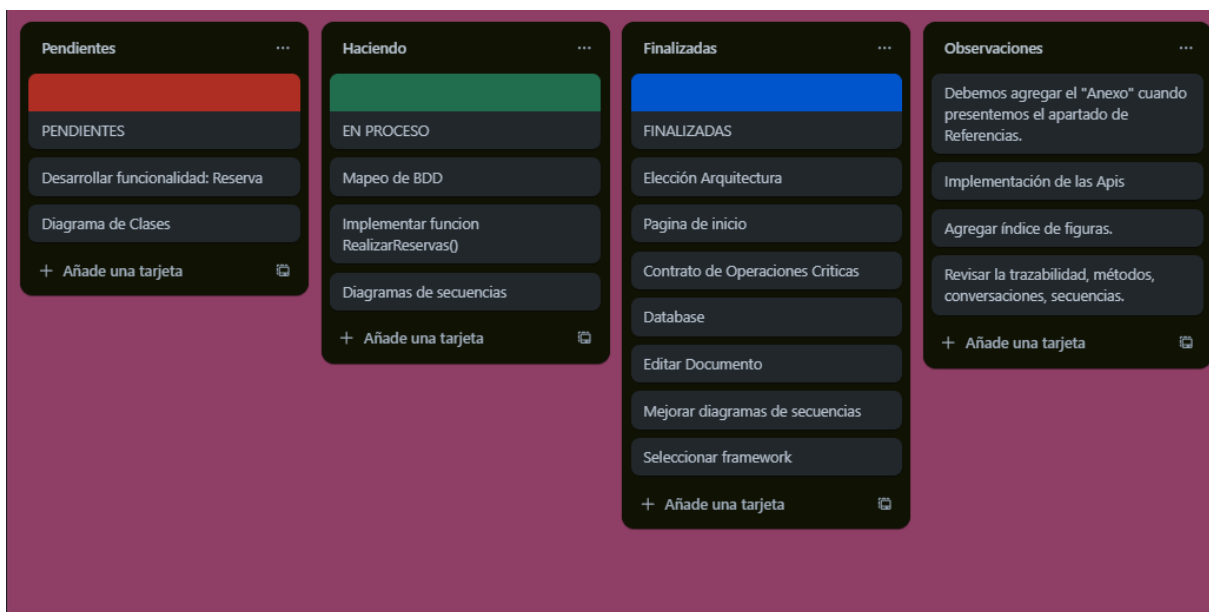 Pendientes
PENDIENTES
Desarrollar funcionalidad: Reserva
Diagrama de Clases
+ Añade una tarjeta
Haciendo
EN PROCESO
Mapeo de BDD
Implementar funcion
RealizarReservas()
Diagramas de secuencias
+ Añade una tarjeta
Finalizadas
FINALIZADAS
Elección Arquitectura
Pagina de inicio
Contrato de Operaciones Criticas
Database
Editar Documento
Mejorar diagramas de secuencias
Seleccionar framework
+ Añade una tarjeta
Observaciones
Debemos agregar el "Anexo" cuando
presentemos el apartado de
Referencias.
Implementación de las Apis
Agregar índice de figuras.
Revisar la trazabilidad, métodos,
conversaciones, secuencias.
+ Añade una tarjeta